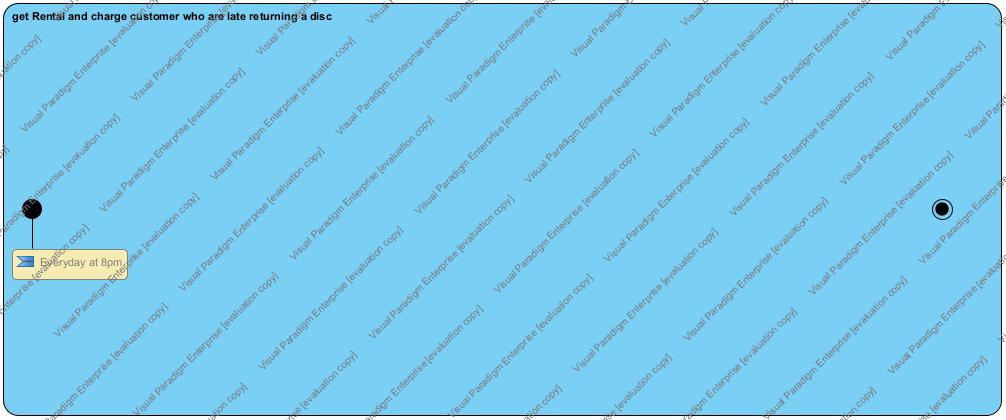 get Rental and charge customer who are late returning a disc
Everyday at 8pm
Visual Paradigm Enterprise [evaluation copy]